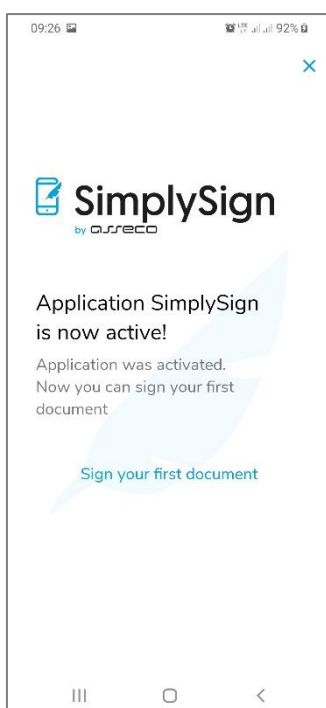 09:26 LTE 92%
SimplySign
by asseco
Application SimplySign
is now active!
Application was activated.
Now you can sign your first
document
Sign your first document